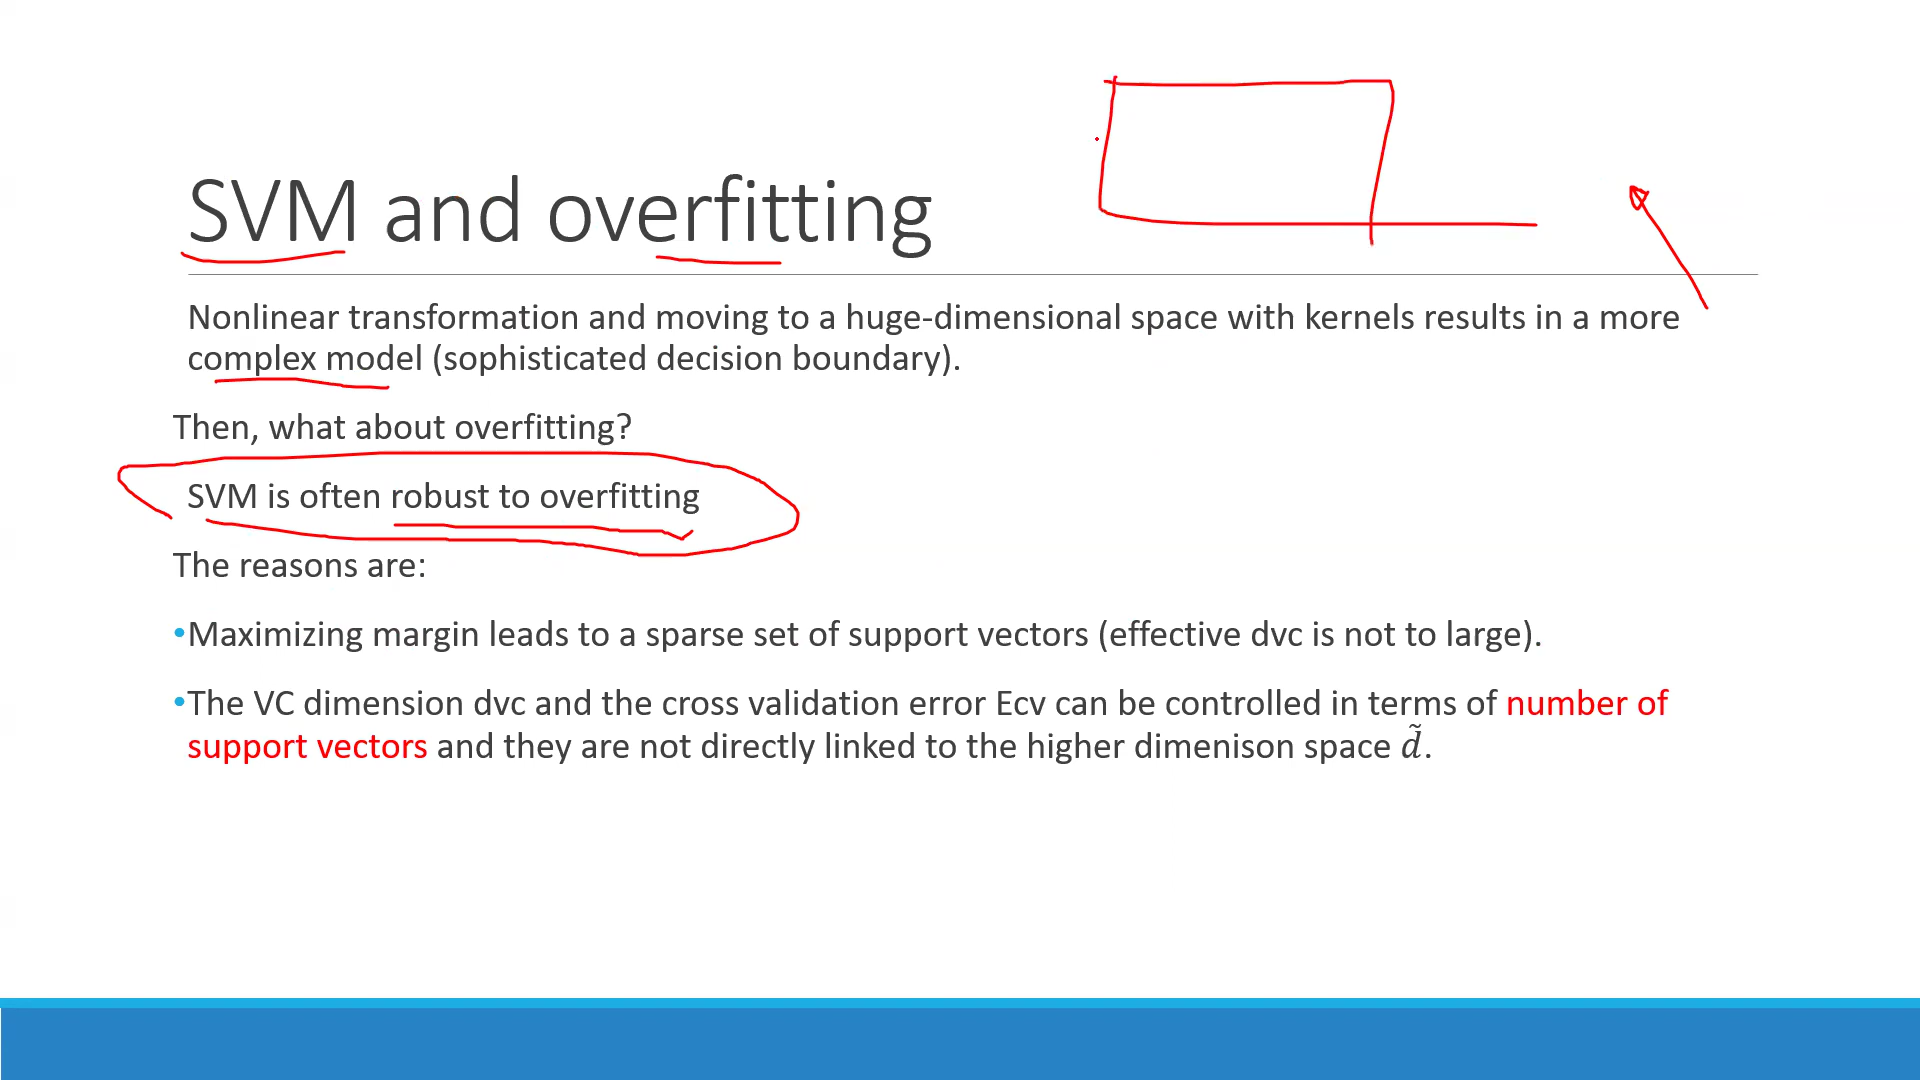 SVM and overfitting
Nonlinear transformation and moving to a huge-dimensional space with kernels results in a more
complex model (sophisticated decision boundary).
Then, what about overfitting?
SVM is often robust to overfitting
The reasons are:
•Maximizing margin leads to a sparse set of support vectors (effective dvc is not to large).
•The VC dimension dvc and the cross validation error Ecv can be controlled in terms of number of
support vectors and they are not directly linked to the higher dimenison space d̃.